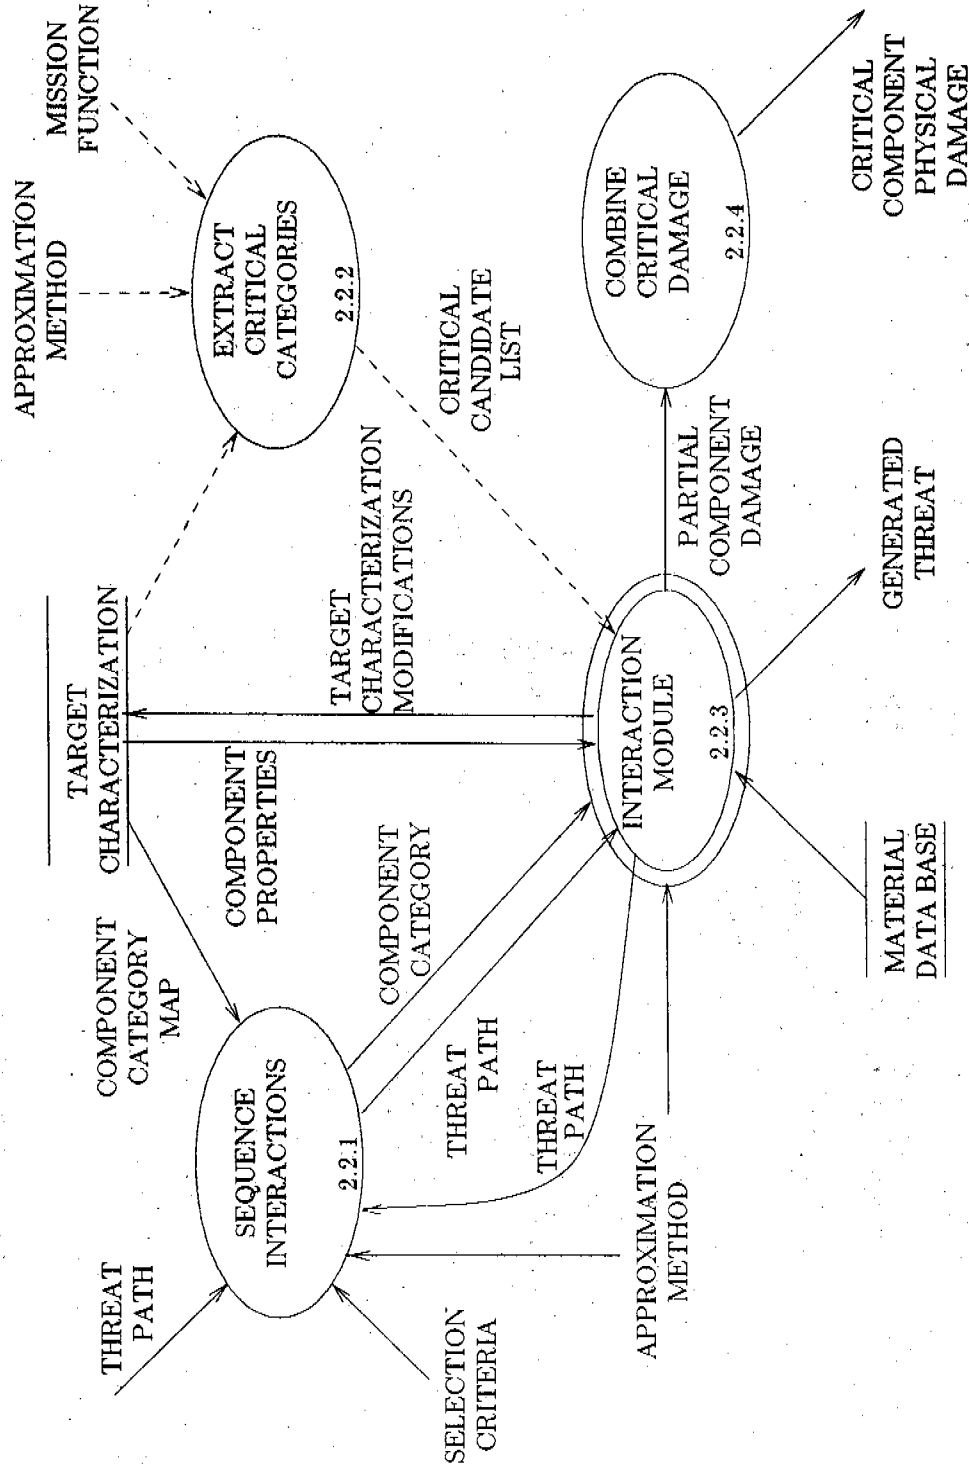 THREAT
PATH
COMPONENT
CATEGORY
MAP
TARGET
CHARACTERIZATION
APPROXIMATION
METHOD
MISSION
FUNCTION
SEQUENCE
INTERACTIONS
2.2.1
COMPONENT
PROPERTIES
TARGET
CHARACTERIZATION
MODIFICATIONS
EXTRACT
CRITICAL
CATEGORIES
2.2.2
SELECTION
CRITERIA
THREAT
PATH
THREAT
PATH
COMPONENT
CATEGORY
CRITICAL
CANDIDATE
LIST
APPROXIMATION
METHOD
INTERACTION
MODULE
2.2.3
PARTIAL
COMPONENT
DAMAGE
COMBINE
CRITICAL
DAMAGE
2.2.4
MATERIAL
DATA BASE
GENERATED
THREAT
CRITICAL
COMPONENT
PHYSICAL
DAMAGE